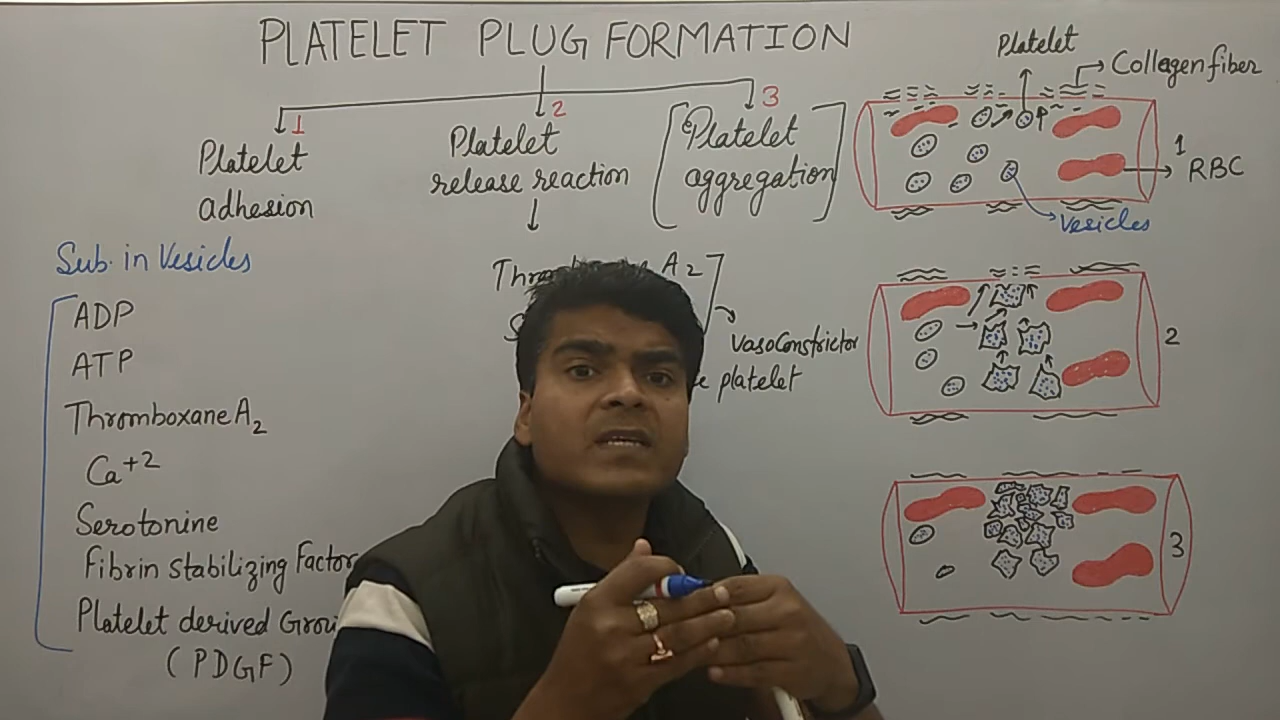 PLATELET PLUG FORMATION
1
Platelet
adhesion
2
Platelet
release reaction
3
Platelet
aggregation
Sub. in Vesicles
ADP
ATP
Thromboxane A2
Ca+2
Serotonine
Fibrin stabilizing Factor
Platelet derived
(PDGF)
A2
Vasoconstrictor
platelet
Platelet
Collagen fiber
1
RBC
Vesicles
2
3